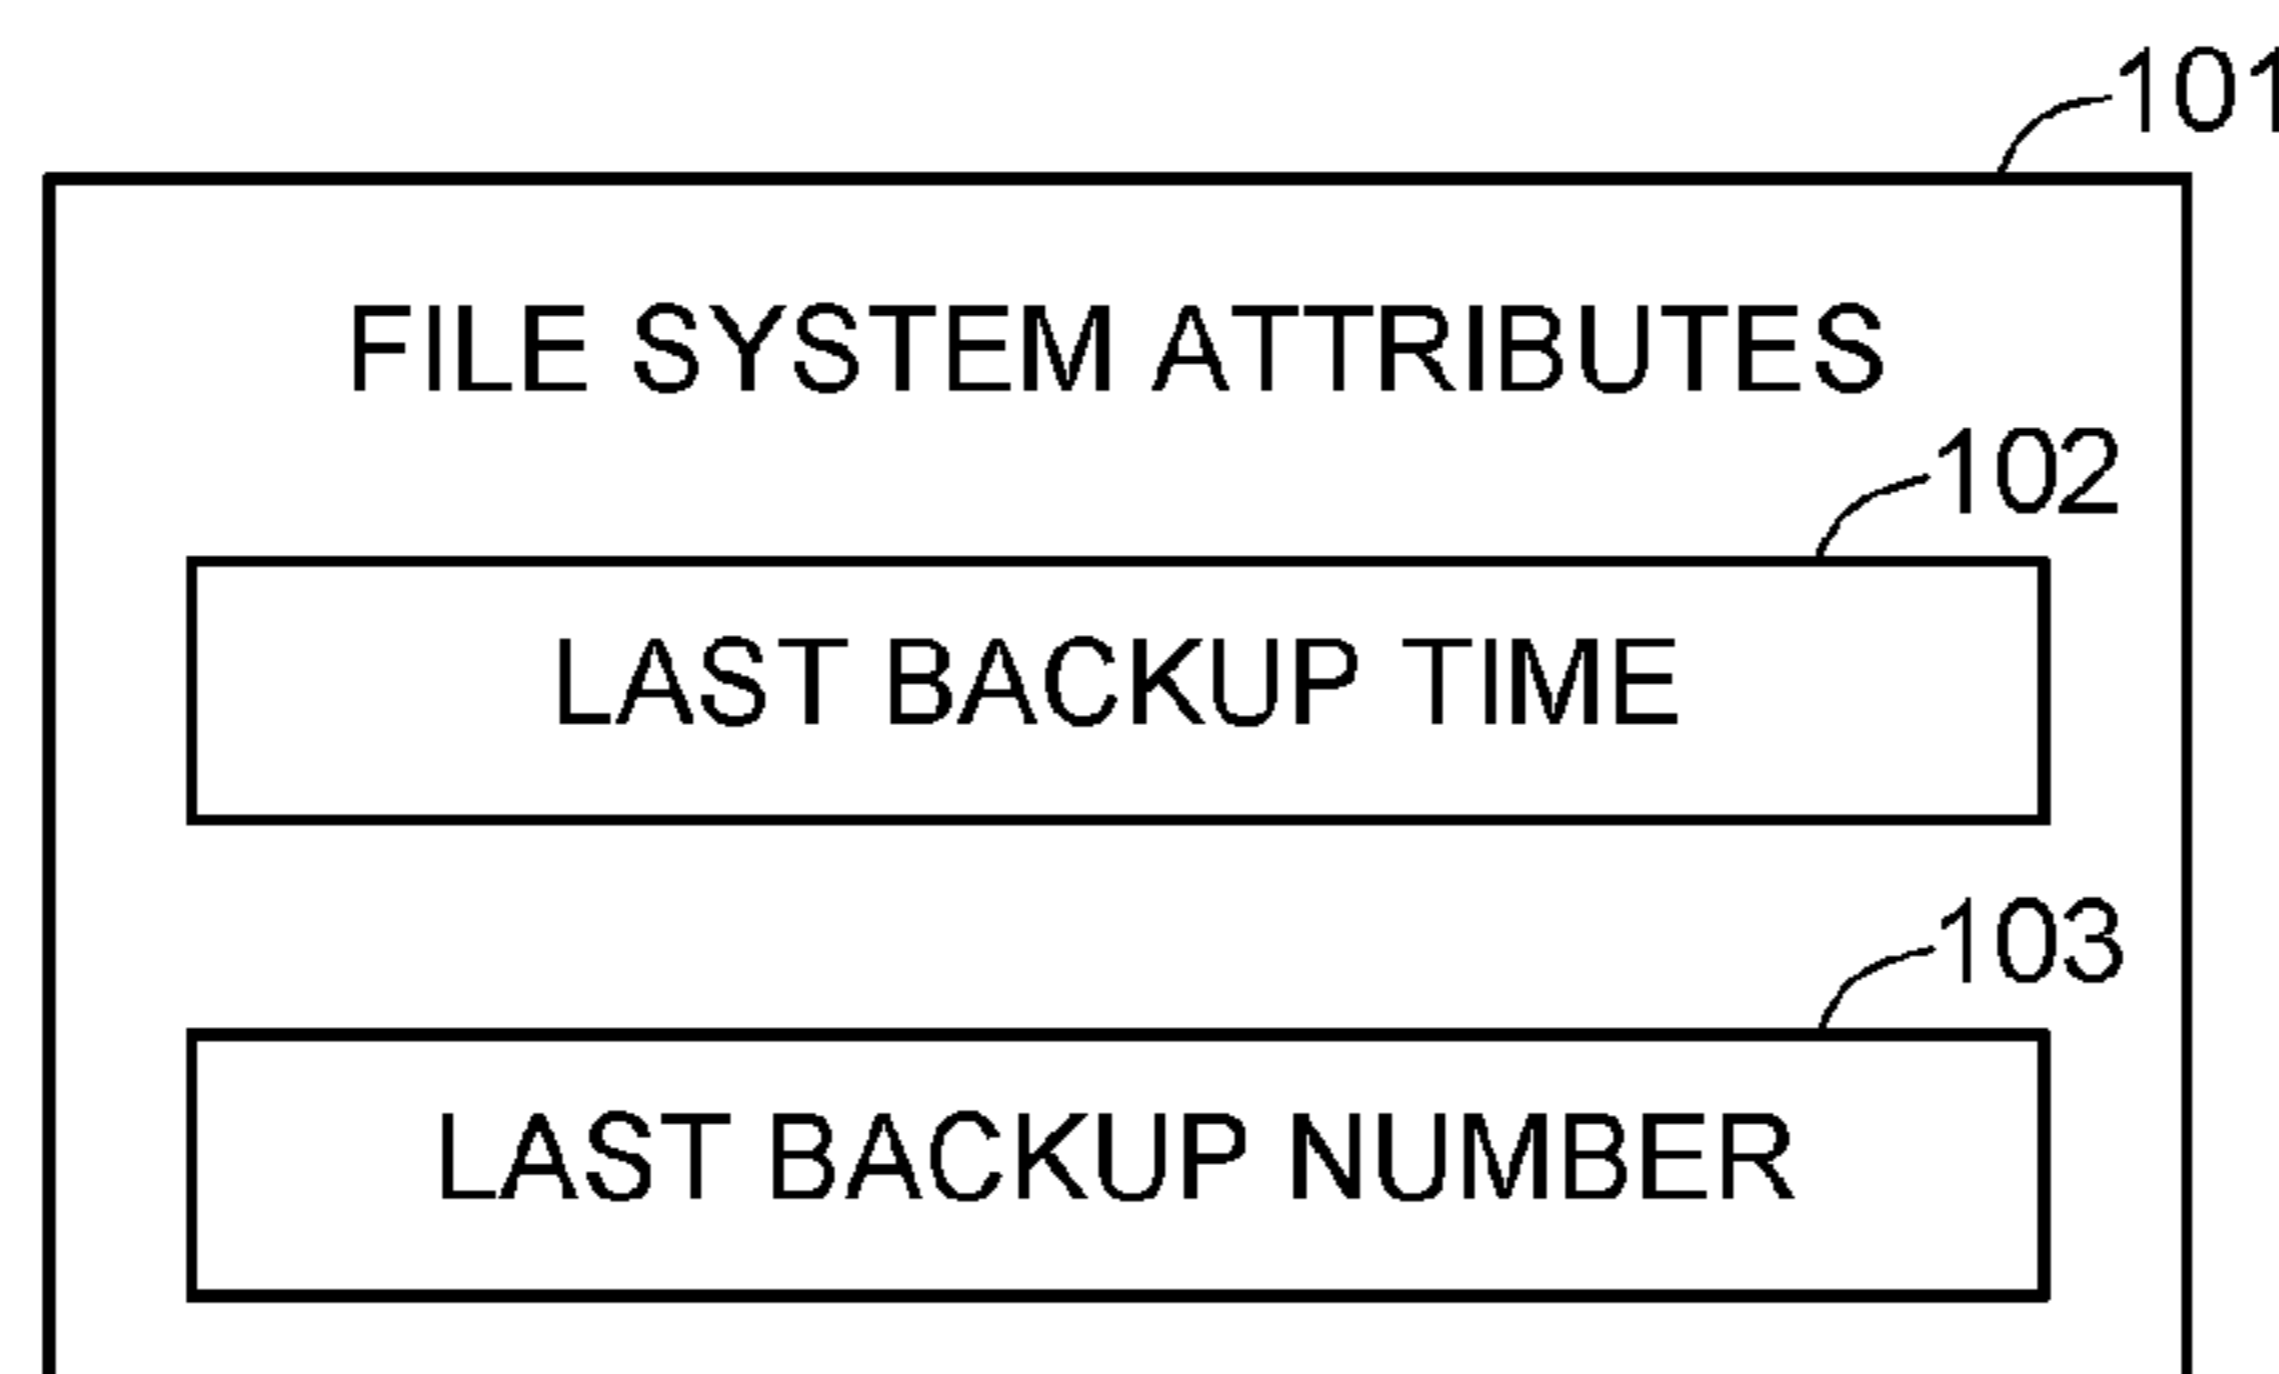 101
FILE SYSTEM ATTRIBUTES
102
LAST BACKUP TIME
103
LAST BACKUP NUMBER